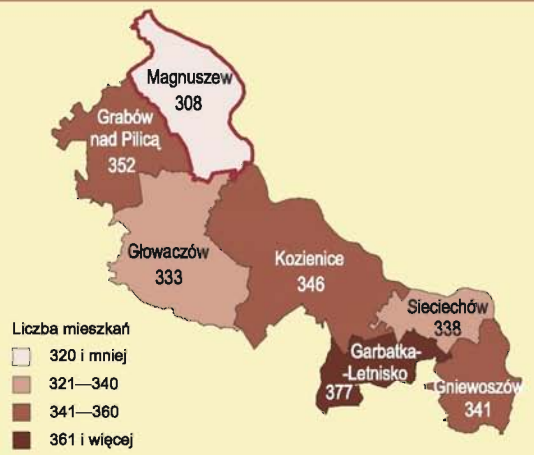 Magnuszew
308
Grabów
nad Pilicą
352
Głowaczów
333
Kozienice
346
Sieciechów
338
Garbatka-
-Letnisko
377
Gniewoszów
341
Liczba mieszkań
320 i mniej
321—340
341—360
361 i więcej